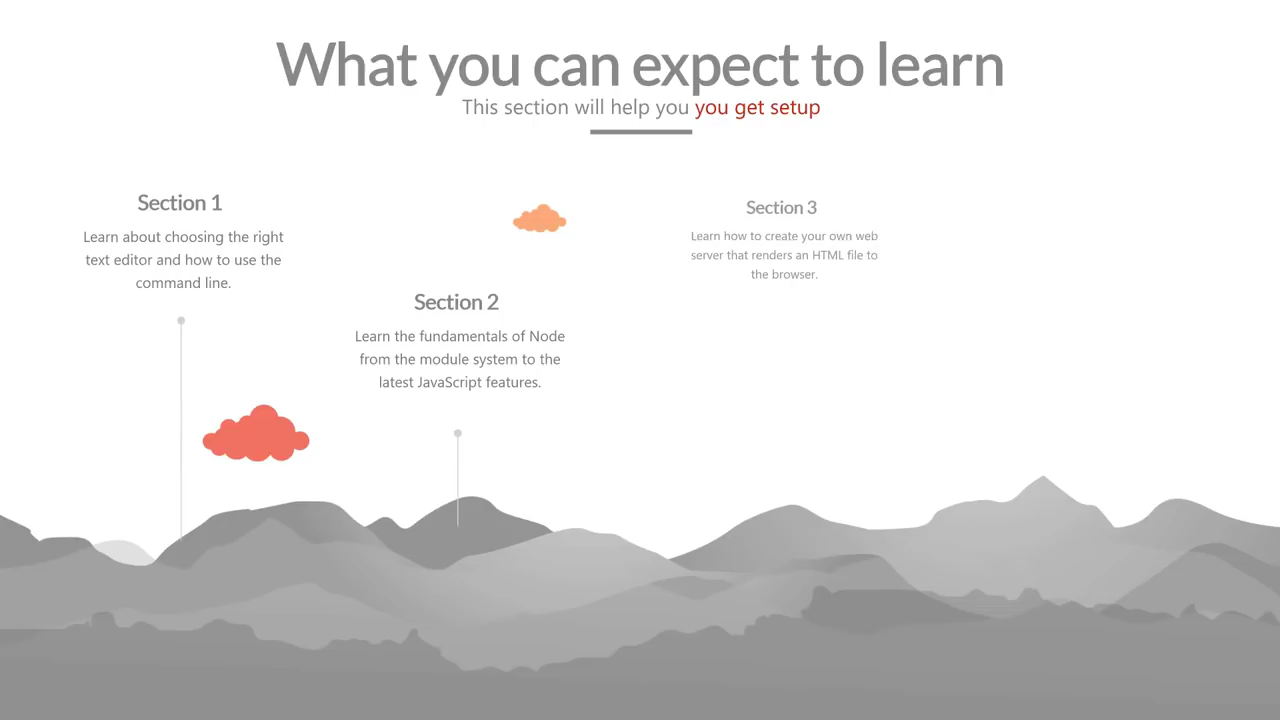 What you can expect to learn
This section will help you you get setup
Section 1
Learn about choosing the right
text editor and how to use the
command line.
Section 2
Learn the fundamentals of Node
from the module system to the
latest JavaScript features.
Section 3
Learn how to create your own web
server that renders an HTML file to
the browser.